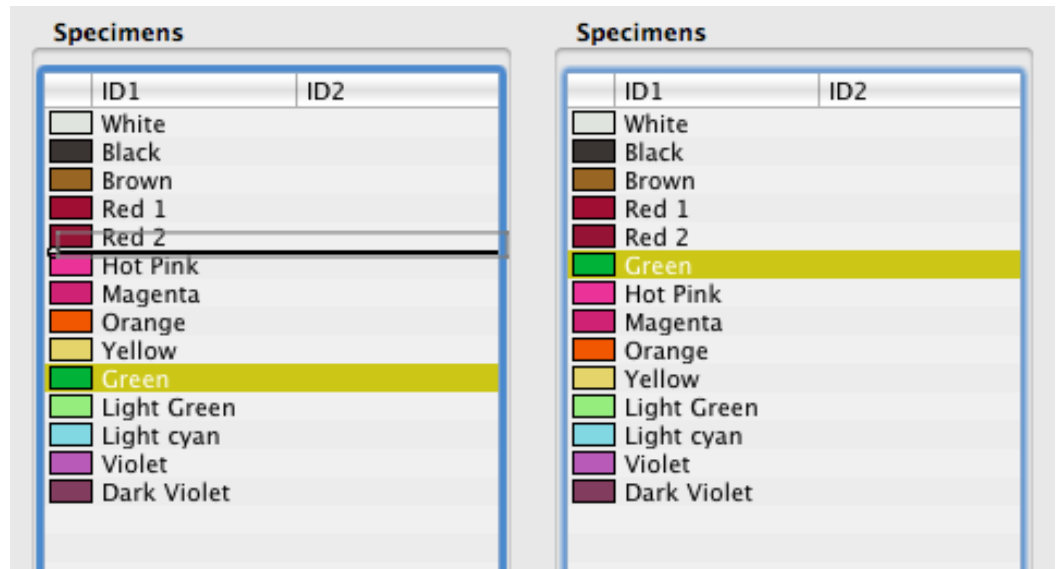 Specimens
ID1 ID2
White
Black
Brown
Red 1
Red 2
Hot Pink
Magenta
Orange
Yellow
Green
Light Green
Light cyan
Violet
Dark Violet
Specimens
ID1 ID2
White
Black
Brown
Red 1
Red 2
Green
Hot Pink
Magenta
Orange
Yellow
Light Green
Light cyan
Violet
Dark Violet